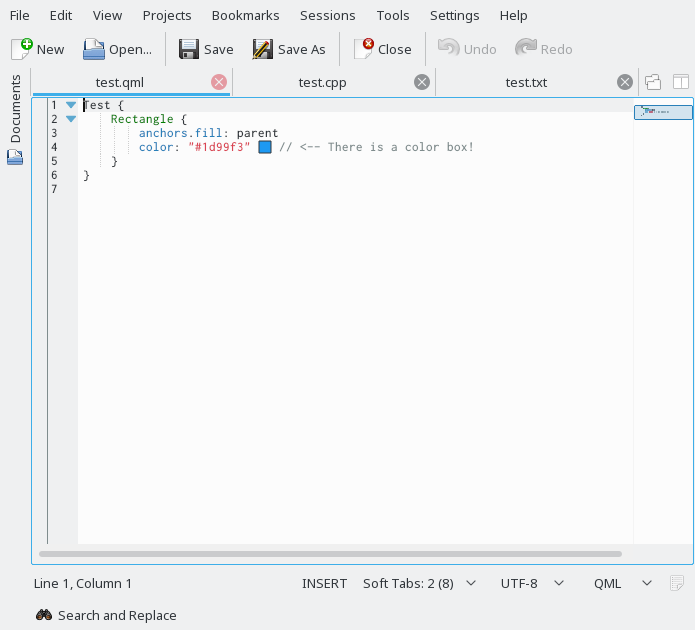 File Edit View Projects Bookmarks Sessions Tools Settings Help
New Open... Save Save As Close Undo Redo
Documents
test.qml test.cpp test.txt
1 Test {
2 Rectangle {
3 anchors.fill: parent
4 color: "#1d99f3" // <-- There is a color box!
5 }
6 }
7
Line 1, Column 1 INSERT Soft Tabs: 2 (8) UTF-8 QML
Search and Replace